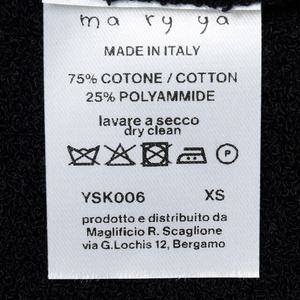 ma ry ya
MADE IN ITALY
75% COTONE / COTTON
25% POLYAMMIDE
lavare a secco
dry clean
P
YSK006 XS
prodotto e distribuito da
Maglificio R. Scaglione
via G.Lochis 12, Bergamo